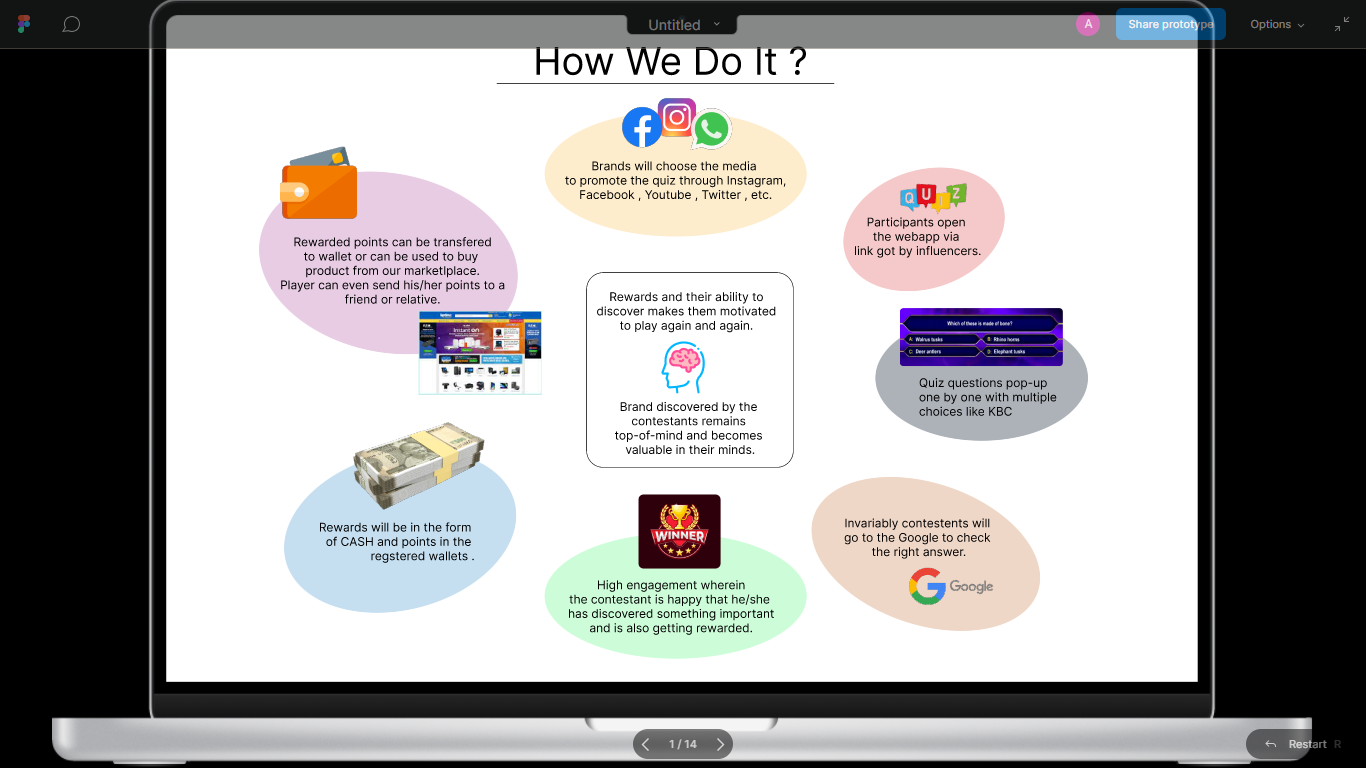 Untitled
A
Share prototype
Options
How We Do It ?
Brands will choose the media
to promote the quiz through Instagram,
Facebook , Youtube , Twitter , etc.
QUIZ
Participants open
the webapp via
link got by influencers.
Which of these is made of bone?
A: Walrus tusks
B: Rhino horns
C: Deer antlers
D: Elephant tusks
Quiz questions pop-up
one by one with multiple
choices like KBC
Invariably contestents will
go to the Google to check
the right answer.
Google
WINNER
High engagement wherein
the contestant is happy that he/she
has discovered something important
and is also getting rewarded.
Rewards will be in the form
of CASH and points in the
regstered wallets .
Rewarded points can be transfered
to wallet or can be used to buy
product from our marketlplace.
Player can even send his/her points to a
friend or relative.
Rewards and their ability to
discover makes them motivated
to play again and again.
Brand discovered by the
contestants remains
top-of-mind and becomes
valuable in their minds.
1 / 14
Restart R